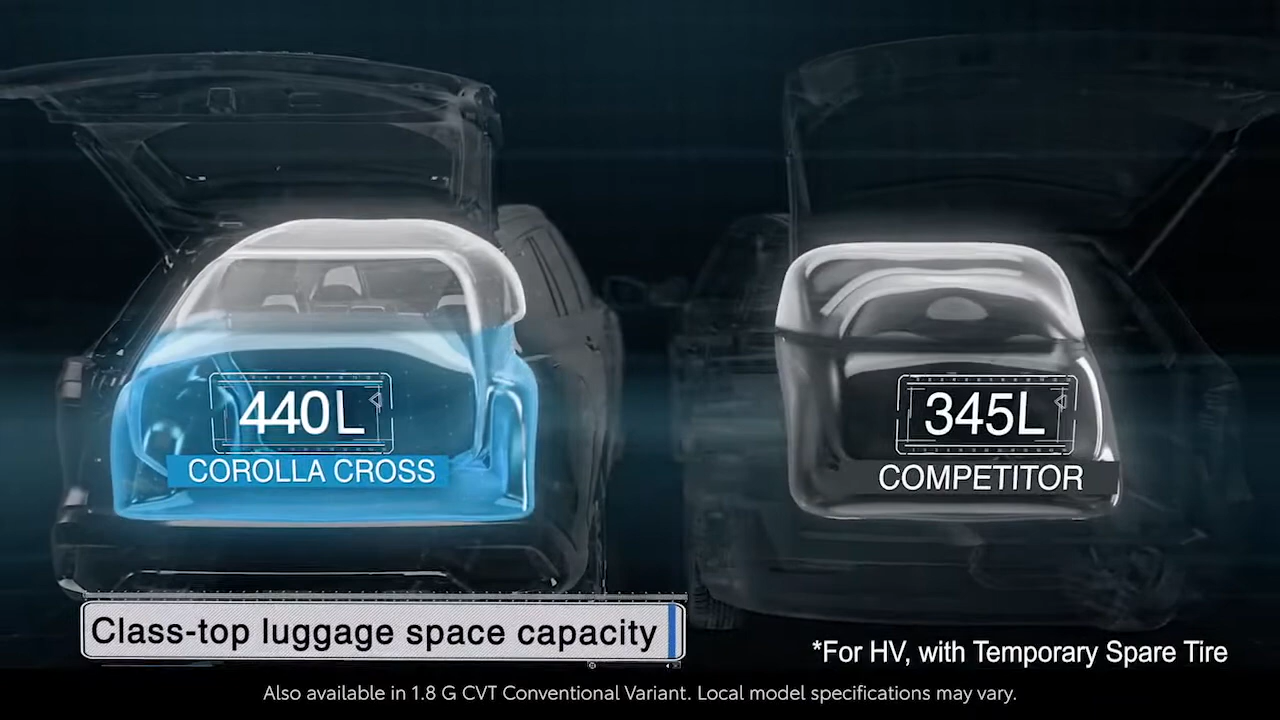 440L
COROLLA CROSS
345L
COMPETITOR
Class-top luggage space capacity
*For HV, with Temporary Spare Tire
Also available in 1.8 G CVT Conventional Variant. Local model specifications may vary.